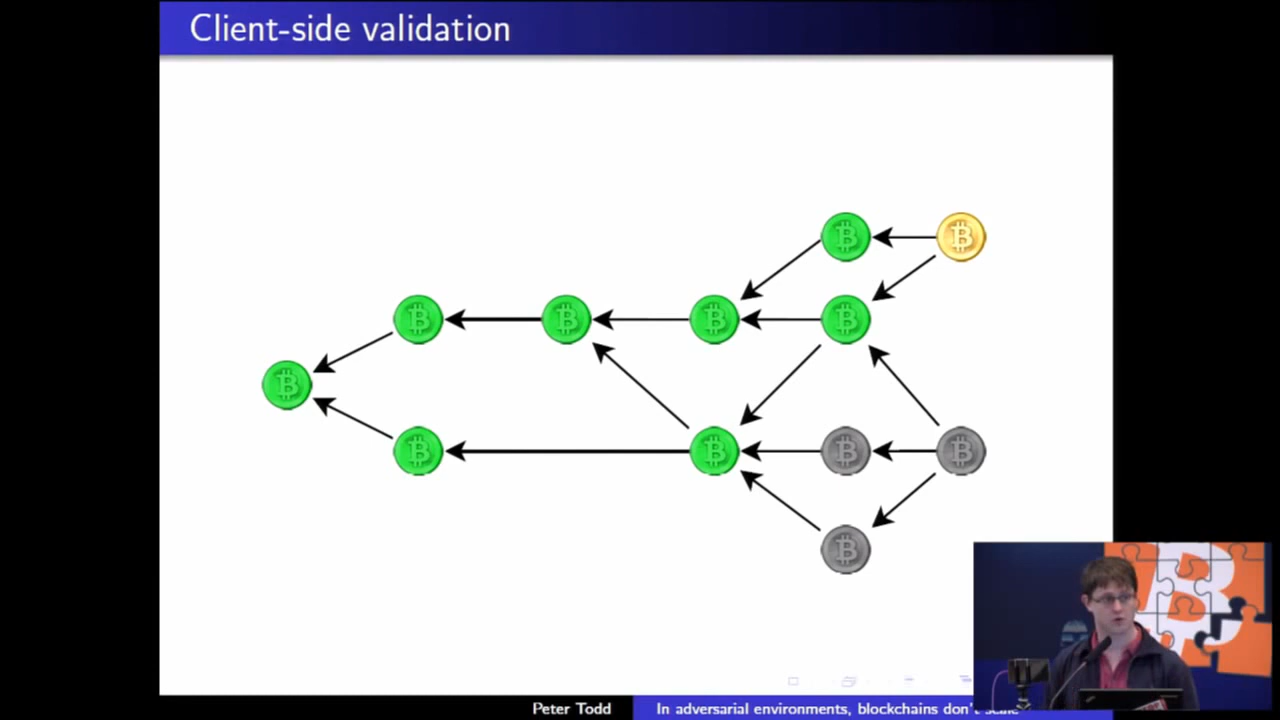 Client-side validation
Peter Todd
In adversarial environments, blockchains don't scale